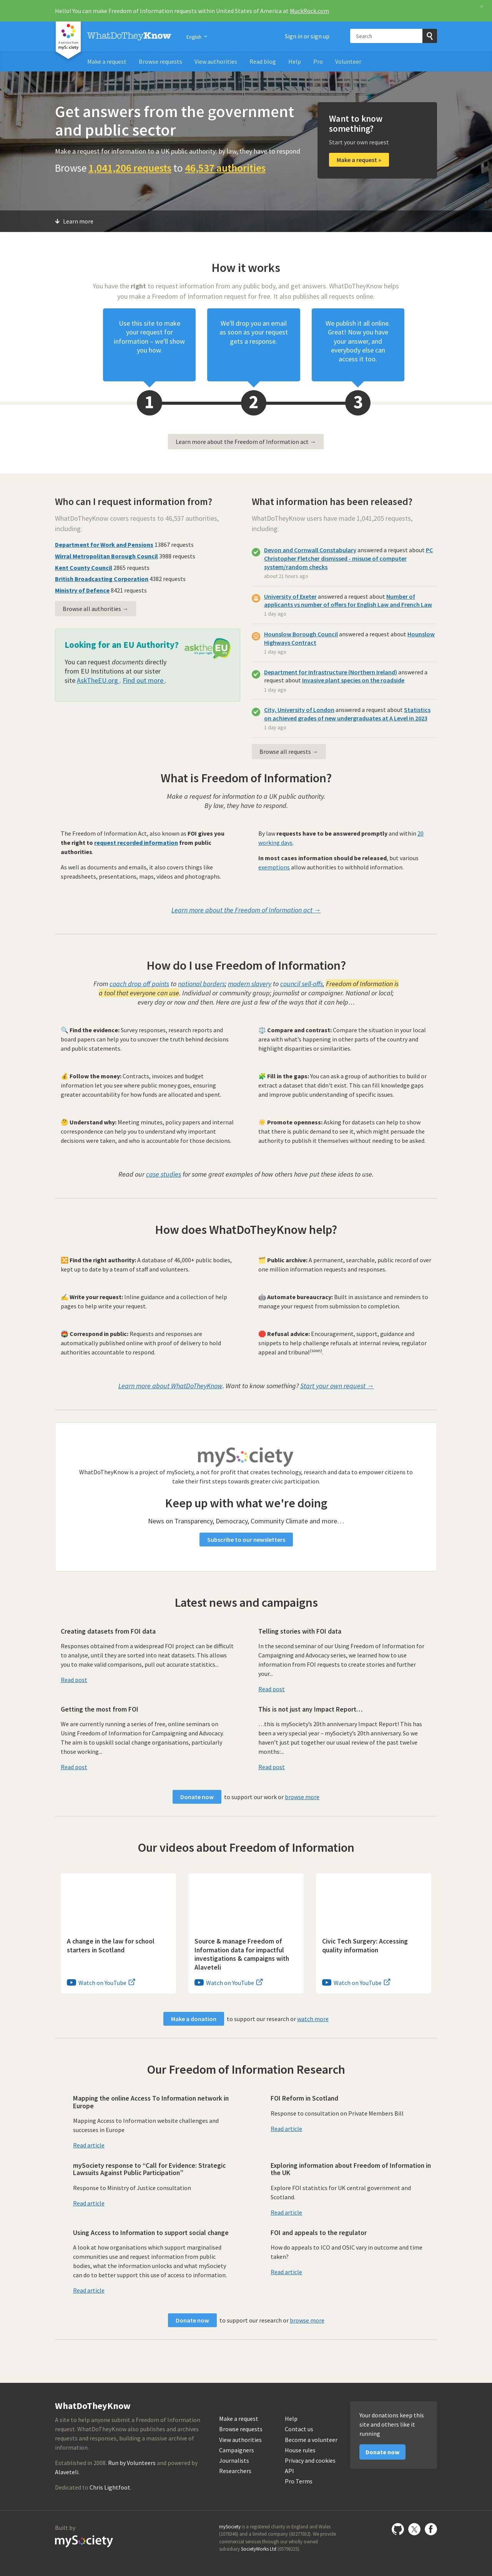 Hello! You can make Freedom of Information requests within United States of America at MuckRock.com
×
WhatDoTheyKnow
English
Sign in or sign up
Search
Make a request
Browse requests
View authorities
Read blog
Help
Pro
Volunteer
Get answers from the government
and public sector
Make a request for information to a UK public authority: by law, they have to respond
Browse 1,041,206 requests to 46,537 authorities
Want to know
something?
Start your own request
Make a request »
Learn more
How it works
You have the right to request information from any public body, and get answers. WhatDoTheyKnow helps
you make a Freedom of Information request for free. It also publishes all requests online.
Use this site to make
your request for
information – we'll show
you how.
We'll drop you an email
as soon as your request
gets a response.
We publish it all online.
Great! Now you have
your answer, and
everybody else can
access it too.
1
2
3
Learn more about the Freedom of Information act →
Who can I request information from?
WhatDoTheyKnow covers requests to 46,537 authorities,
including:
Department for Work and Pensions 13867 requests
Wirral Metropolitan Borough Council 3988 requests
Kent County Council 2865 requests
British Broadcasting Corporation 4382 requests
Ministry of Defence 8421 requests
Browse all authorities →
Looking for an EU Authority?
asktheEU
You can request documents directly
from EU Institutions at our sister
site AskTheEU.org . Find out more .
What information has been released?
WhatDoTheyKnow users have made 1,041,205 requests,
including:
Devon and Cornwall Constabulary answered a request about PC
Christopher Fletcher dismissed - misuse of computer
system/random checks
about 21 hours ago
University of Exeter answered a request about Number of
applicants vs number of offers for English Law and French Law
1 day ago
Hounslow Borough Council answered a request about Hounslow
Highways Contract
1 day ago
Department for Infrastructure (Northern Ireland) answered a
request about Invasive plant species on the roadside
1 day ago
City, University of London answered a request about Statistics
on achieved grades of new undergraduates at A Level in 2023
1 day ago
Browse all requests →
What is Freedom of Information?
Make a request for information to a UK public authority.
By law, they have to respond.
The Freedom of Information Act, also known as FOI gives you
the right to request recorded information from public
authorities.
As well as documents and emails, it also covers things like
spreadsheets, presentations, maps, videos and photographs.
By law requests have to be answered promptly and within 20
working days.
In most cases information should be released, but various
exemptions allow authorities to withhold information.
Learn more about the Freedom of Information act →
How do I use Freedom of Information?
From coach drop off points to national borders; modern slavery to council sell-offs, Freedom of Information is
a tool that everyone can use. Individual or community group; journalist or campaigner. National or local;
every day or now and then. Here are just a few of the ways that it can help…
🔍 Find the evidence: Survey responses, research reports and
board papers can help you to uncover the truth behind decisions
and public statements.
⚖️ Compare and contrast: Compare the situation in your local
area with what's happening in other parts of the country and
highlight disparities or similarities.
💰 Follow the money: Contracts, invoices and budget
information let you see where public money goes, ensuring
greater accountability for how funds are allocated and spent.
🧩 Fill in the gaps: You can ask a group of authorities to build or
extract a dataset that didn't exist. This can fill knowledge gaps
and improve public understanding of specific issues.
🤔 Understand why: Meeting minutes, policy papers and internal
correspondence can help you to understand why important
decisions were taken, and who is accountable for those decisions.
🌞 Promote openness: Asking for datasets can help to show
that there is public demand to see it, which might persuade the
authority to publish it themselves without needing to be asked.
Read our case studies for some great examples of how others have put these ideas to use.
How does WhatDoTheyKnow help?
🔀 Find the right authority: A database of 46,000+ public bodies,
kept up to date by a team of staff and volunteers.
🗂️ Public archive: A permanent, searchable, public record of over
one million information requests and responses.
✍️ Write your request: Inline guidance and a collection of help
pages to help write your request.
🤖 Automate bureaucracy: Built in assistance and reminders to
manage your request from submission to completion.
📮 Correspond in public: Requests and responses are
automatically published online with proof of delivery to hold
authorities accountable to respond.
🛑 Refusal advice: Encouragement, support, guidance and
snippets to help challenge refusals at internal review, regulator
appeal and tribunal(soon).
Learn more about WhatDoTheyKnow. Want to know something? Start your own request →
mySociety
WhatDoTheyKnow is a project of mySociety, a not for profit that creates technology, research and data to empower citizens to
take their first steps towards greater civic participation.
Keep up with what we're doing
News on Transparency, Democracy, Community Climate and more…
Subscribe to our newsletters
Latest news and campaigns
Creating datasets from FOI data
Responses obtained from a widespread FOI project can be difficult
to analyse, until they are sorted into neat datasets. This allows
you to make valid comparisons, pull out accurate statistics...
Read post
Telling stories with FOI data
In the second seminar of our Using Freedom of Information for
Campaigning and Advocacy series, we learned how to use
information from FOI requests to create stories and further
your...
Read post
Getting the most from FOI
We are currently running a series of free, online seminars on
Using Freedom of Information for Campaigning and Advocacy.
The aim is to upskill social change organisations, particularly
those working...
Read post
This is not just any Impact Report…
…this is mySociety's 20th anniversary Impact Report! This has
been a very special year – mySociety's 20th anniversary. So we
haven't just put together our usual review of the past twelve
months:...
Read post
Donate now to support our work or browse more
Our videos about Freedom of Information
A change in the law for school
starters in Scotland
Watch on YouTube
Source & manage Freedom of
Information data for impactful
investigations & campaigns with
Alaveteli
Watch on YouTube
Civic Tech Surgery: Accessing
quality information
Watch on YouTube
Make a donation to support our research or watch more
Our Freedom of Information Research
Mapping the online Access To Information network in
Europe
Mapping Access to Information website challenges and
successes in Europe
Read article
FOI Reform in Scotland
Response to consultation on Private Members Bill
Read article
mySociety response to “Call for Evidence: Strategic
Lawsuits Against Public Participation”
Response to Ministry of Justice consultation
Read article
Exploring information about Freedom of Information in
the UK
Explore FOI statistics for UK central government and
Scotland.
Read article
Using Access to Information to support social change
A look at how organisations which support marginalised
communities use and request information from public
bodies, what the information unlocks and what mySociety
can do to better support this use of access to information.
Read article
FOI and appeals to the regulator
How do appeals to ICO and OSIC vary in outcome and time
taken?
Read article
Donate now to support our research or browse more
WhatDoTheyKnow
A site to help anyone submit a Freedom of Information
request. WhatDoTheyKnow also publishes and archives
requests and responses, building a massive archive of
information.
Established in 2008. Run by Volunteers and powered by
Alaveteli.
Dedicated to Chris Lightfoot.
Make a request
Browse requests
View authorities
Campaigners
Journalists
Researchers
Help
Contact us
Become a volunteer
House rules
Privacy and cookies
API
Pro Terms
Your donations keep this
site and others like it
running
Donate now
Built by
mySociety
mySociety is a registered charity in England and Wales
(1076346) and a limited company (03277032). We provide
commercial services through our wholly owned
subsidiary SocietyWorks Ltd (05798215).